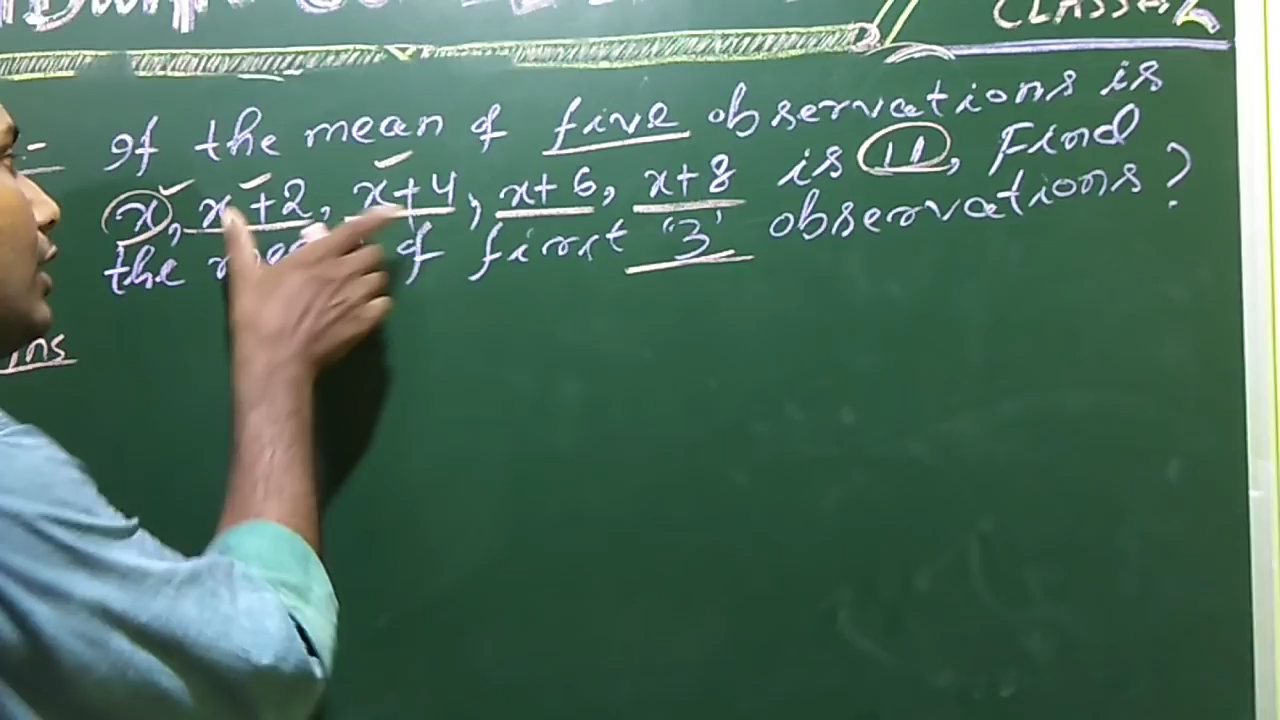 CLASSES
If the mean of five observations is
x, x+2, x+4, x+6, x+8 is 11, Find
the of first '3' observations?
ins